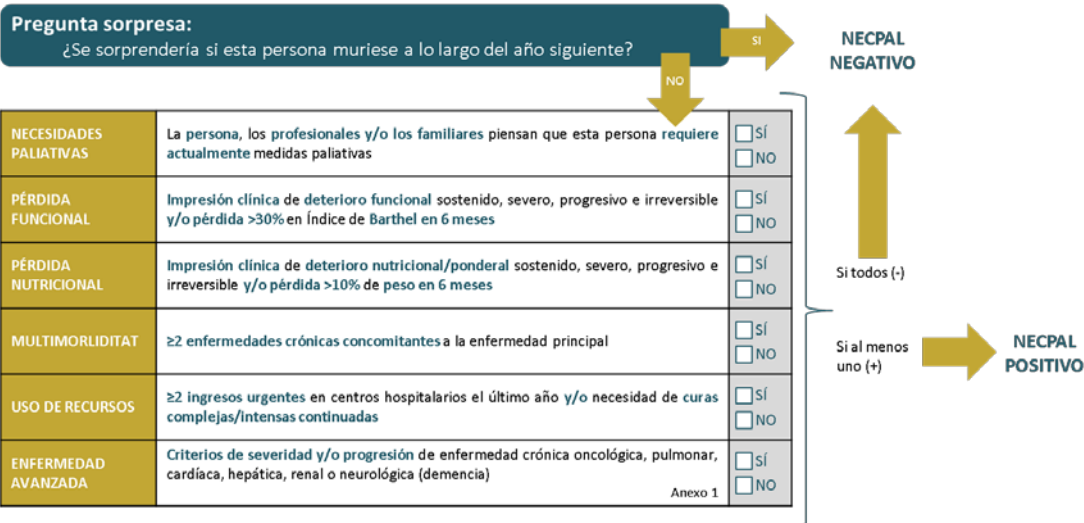 Pregunta sorpresa:
¿Se sorprendería si esta persona muriese a lo largo del año siguiente?
SI
NECPAL
NEGATIVO
NO
NECESIDADES
PALIATIVAS
La persona, los profesionales y/o los familiares piensan que esta persona requiere
actualmente medidas paliativas
SÍ
NO
PÉRDIDA
FUNCIONAL
Impresión clínica de deterioro funcional sostenido, severo, progresivo e irreversible
y/o pérdida >30% en Índice de Barthel en 6 meses
SÍ
NO
PÉRDIDA
NUTRICIONAL
Impresión clínica de deterioro nutricional/ponderal sostenido, severo, progresivo e
irreversible y/o pérdida >10% de peso en 6 meses
SÍ
NO
Si todos (-)
MULTIMORLIDITAT
≥2 enfermedades crónicas concomitantes a la enfermedad principal
SÍ
NO
Si al menos
uno (+)
NECPAL
POSITIVO
USO DE RECURSOS
≥2 ingresos urgentes en centros hospitalarios el último año y/o necesidad de curas
complejas/intensas continuadas
SÍ
NO
ENFERMEDAD
AVANZADA
Criterios de severidad y/o progresión de enfermedad crónica oncológica, pulmonar,
cardíaca, hepática, renal o neurológica (demencia)
Anexo 1
SÍ
NO